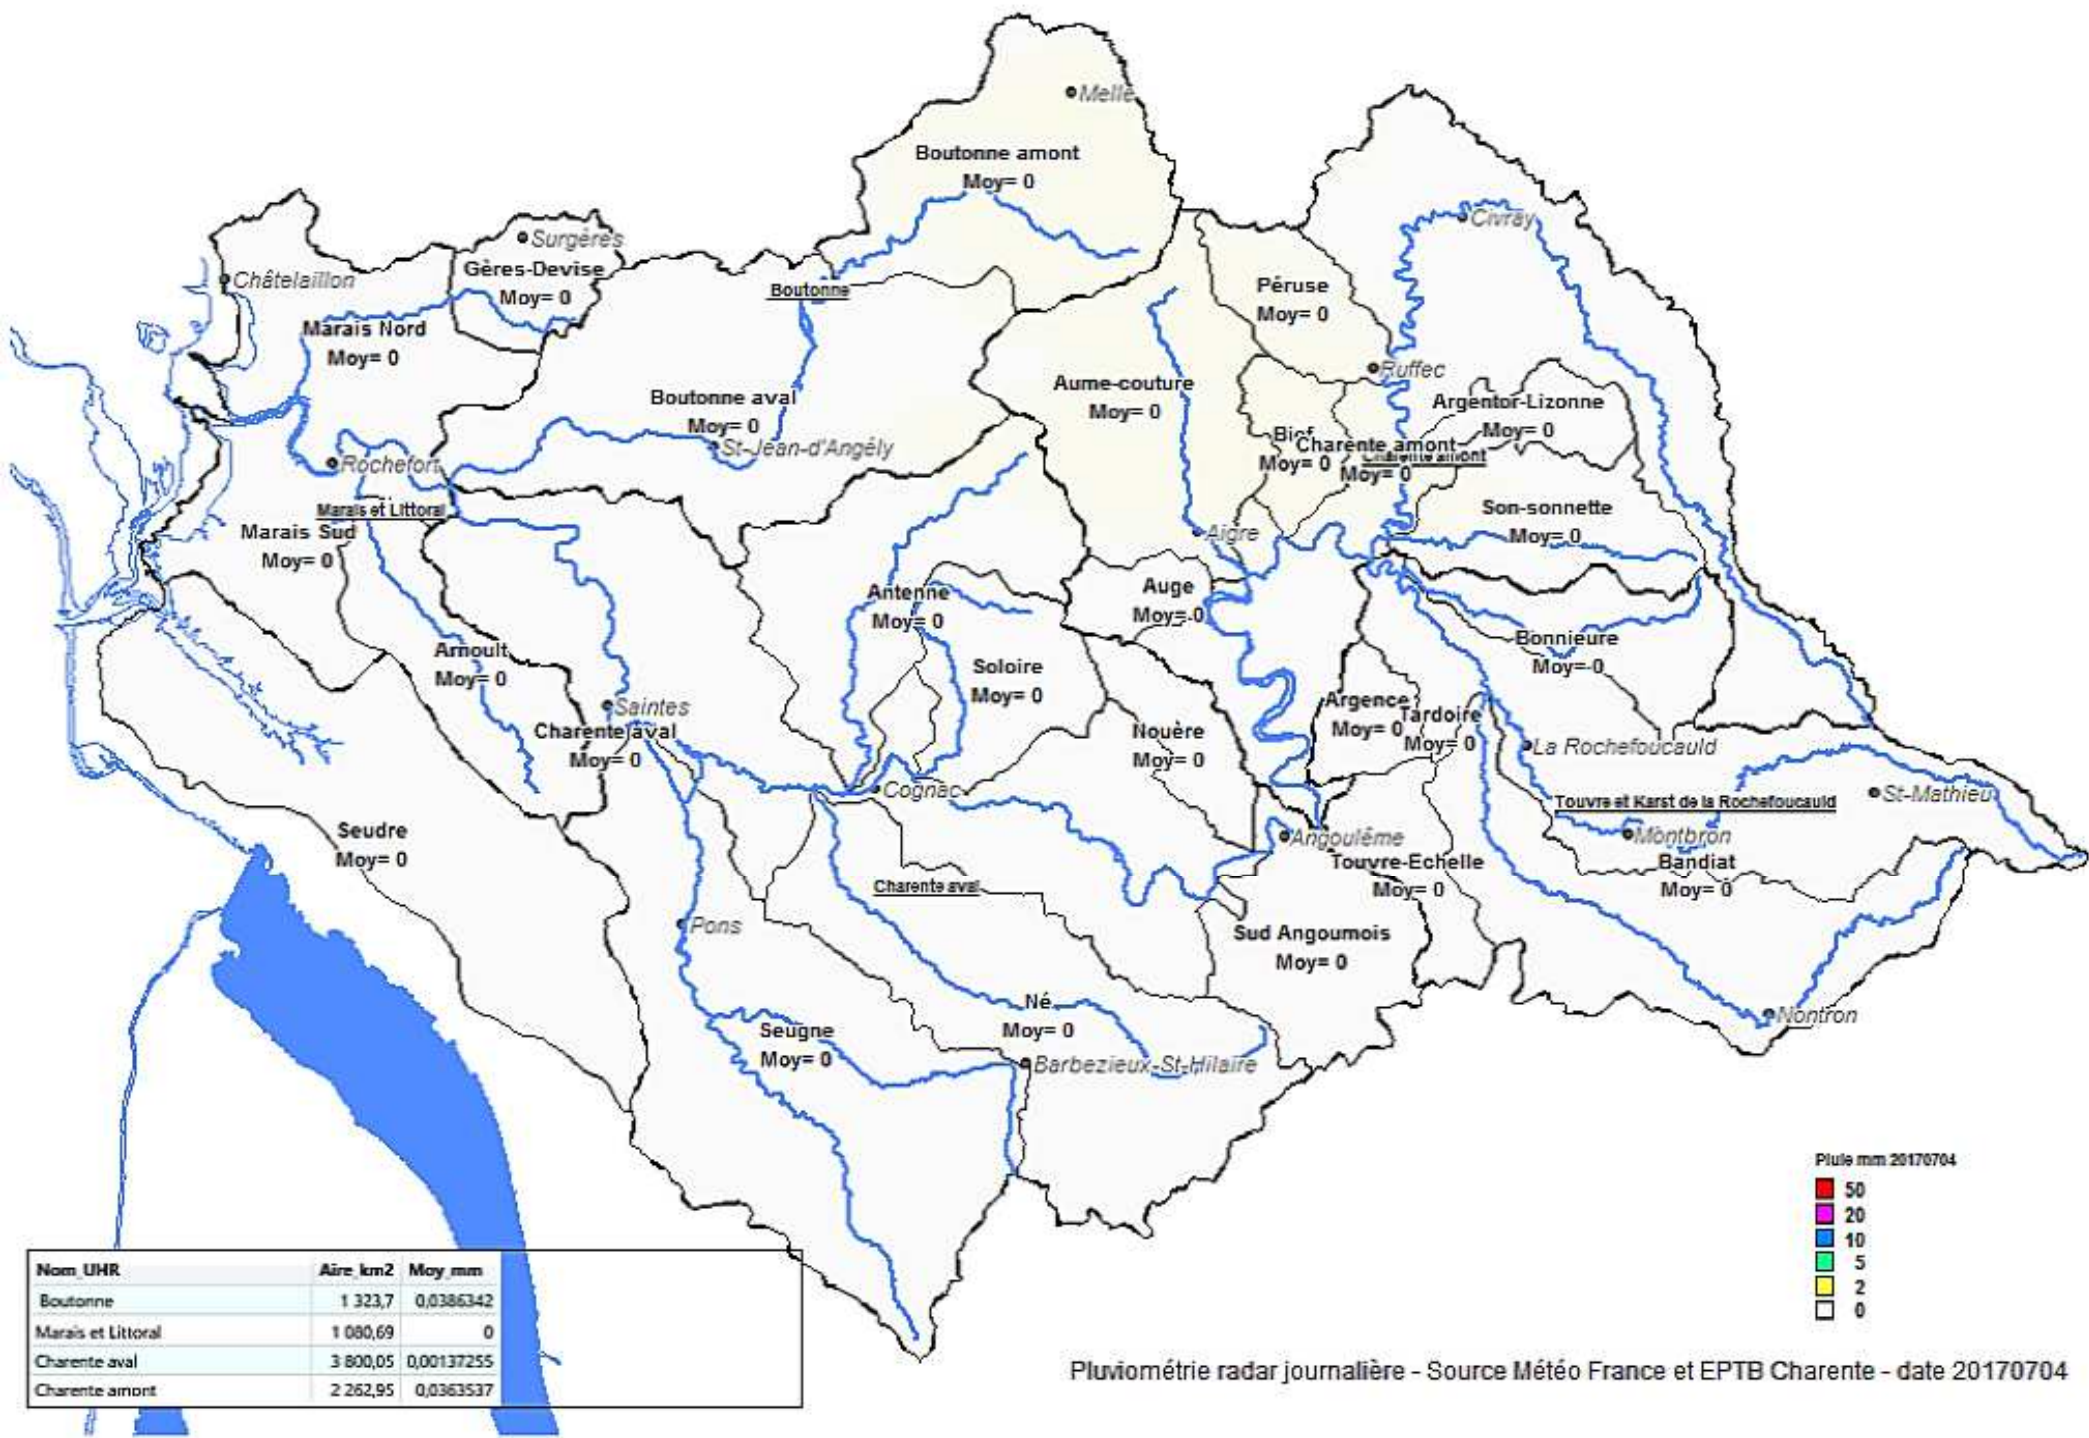 Melle
Boutonne amont
Moy= 0
Civray
Surgères
Gères-Devise
Moy= 0
Châtelaillon
Boutonne
Péruse
Moy= 0
Marais Nord
Moy= 0
Ruffec
Aume-couture
Moy= 0
Boutonne aval
Moy= 0
Argentor-Lizonne
Moy= 0
St-Jean-d'Angély
Bief
Moy= 0
Charente amont
Moy= 0
Charente amont
Rochefort
Marais et Littoral
Marais Sud
Moy= 0
Son-sonnette
Moy= 0
Aigre
Antenne
Moy= 0
Auge
Moy= 0
Bonnieure
Moy= 0
Arnoult
Moy= 0
Soloire
Moy= 0
Saintes
Charente aval
Moy= 0
Nouère
Moy= 0
Argence
Moy= 0
Tardoire
Moy= 0
La Rochefoucauld
Cognac
St-Mathieu
Touvre et Karst de la Rochefoucauld
Seudre
Moy= 0
Angoulême
Montbron
Touvre-Echelle
Moy= 0
Bandiat
Moy= 0
Charente aval
Pons
Sud Angoumois
Moy= 0
Né
Moy= 0
Nontron
Seugne
Moy= 0
Barbezieux-St-Hilaire
Pluie mm 20170704
50
20
10
5
2
0
Nom_UHR Aire_km2 Moy_mm
Boutonne 1 323,7 0,0386342
Marais et Littoral 1 080,69 0
Charente aval 3 800,05 0,00137255
Charente amont 2 262,95 0,0363537
Pluviométrie radar journalière - Source Météo France et EPTB Charente - date 20170704